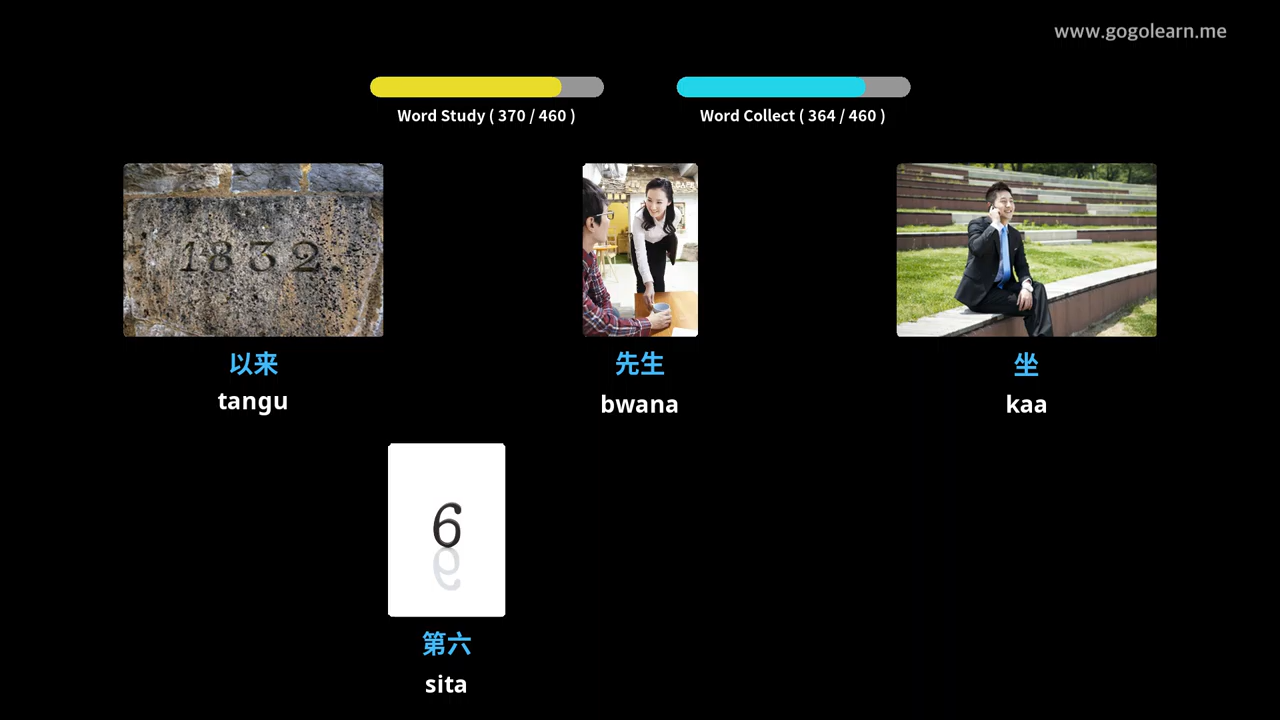 www.gogolearn.me
Word Study ( 370 / 460 )
Word Collect ( 364 / 460 )
1832.
以来
tangu
先生
bwana
坐
kaa
6
第六
sita